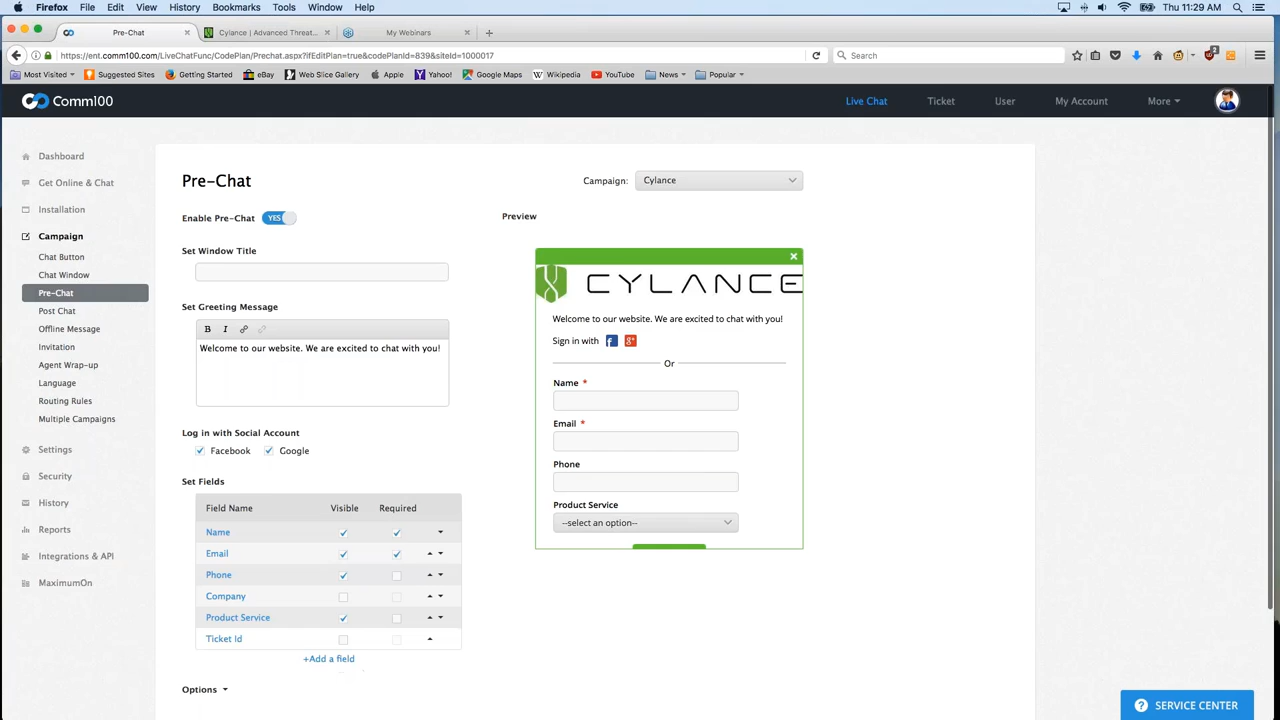 Firefox File Edit View History Bookmarks Tools Window Help Thu 11:29 AM
Pre-Chat × Cylance | Advanced Threat... × My Webinars × +
https://ent.comm100.com/LiveChatFunc/CodePlan/Prechat.aspx?ifEditPlan=true&codePlanId=839&siteId=1000017 Search 2
Most Visited Suggested Sites Getting Started eBay Web Slice Gallery Apple Yahoo! Google Maps Wikipedia YouTube News Popular
Comm100 Live Chat Ticket User My Account More
Dashboard
Get Online & Chat
Installation
Campaign
Chat Button
Chat Window
Pre-Chat
Post Chat
Offline Message
Invitation
Agent Wrap-up
Language
Routing Rules
Multiple Campaigns
Settings
Security
History
Reports
Integrations & API
MaximumOn
Pre-Chat
Campaign: Cylance
Enable Pre-Chat YES
Set Window Title
Set Greeting Message
B I
Welcome to our website. We are excited to chat with you!
Log in with Social Account
Facebook Google
Set Fields
Field Name Visible Required
Name
Email
Phone
Company
Product Service
Ticket Id
+Add a field
Options
Preview
×
CYLANCE
Welcome to our website. We are excited to chat with you!
Sign in with f g+
Or
Name *
Email *
Phone
Product Service
--select an option--
? SERVICE CENTER